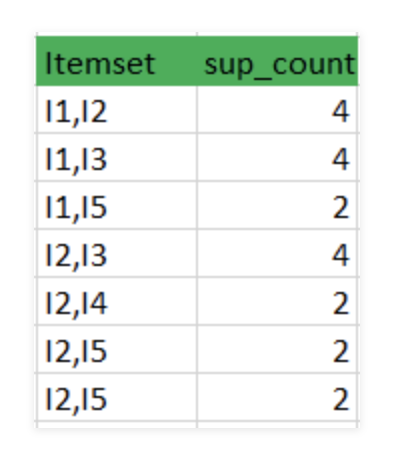 Itemset sup_count
I1,I2 4
I1,I3 4
I1,I5 2
I2,I3 4
I2,I4 2
I2,I5 2
I2,I5 2